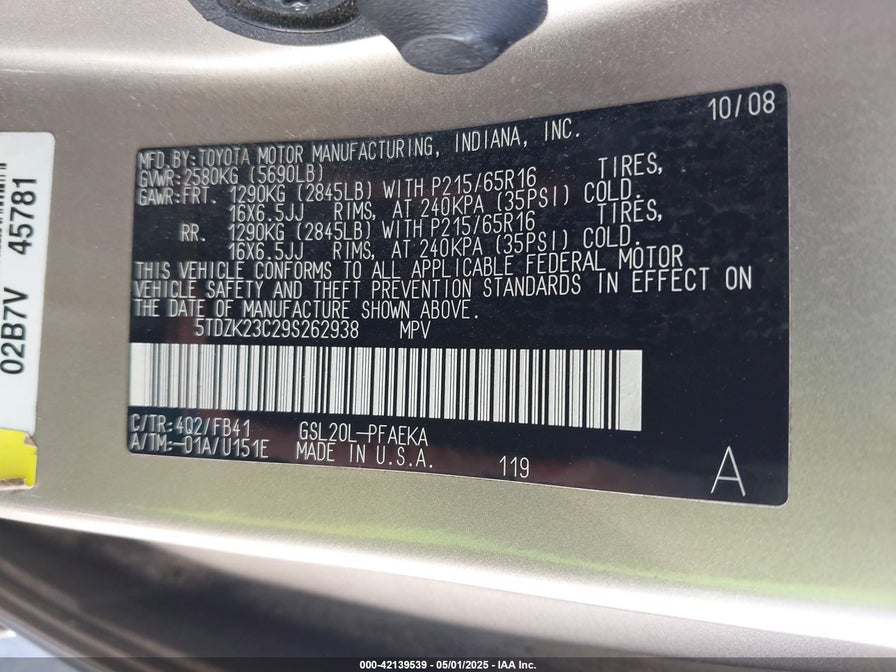 10/08
MFD.BY:TOYOTA MOTOR MANUFACTURING, INDIANA, INC.
GVWR:2580KG (5690LB)
GAWR:FRT. 1290KG (2845LB) WITH P215/65R16 TIRES,
16X6.5JJ RIMS, AT 240KPA (35PSI) COLD.
RR. 1290KG (2845LB) WITH P215/65R16 TIRES,
16X6.5JJ RIMS, AT 240KPA (35PSI) COLD.
THIS VEHICLE CONFORMS TO ALL APPLICABLE FEDERAL MOTOR
VEHICLE SAFETY AND THEFT PREVENTION STANDARDS IN EFFECT ON
THE DATE OF MANUFACTURE SHOWN ABOVE.
5TDZK23C29S262938 MPV
C/TR:4Q2/FB41 GSL20L-PFAEKA
A/TM:-01A/U151E MADE IN U.S.A. 119 A
02B7V 45781
000-42139539 — 05/01/2025 — IAA Inc.